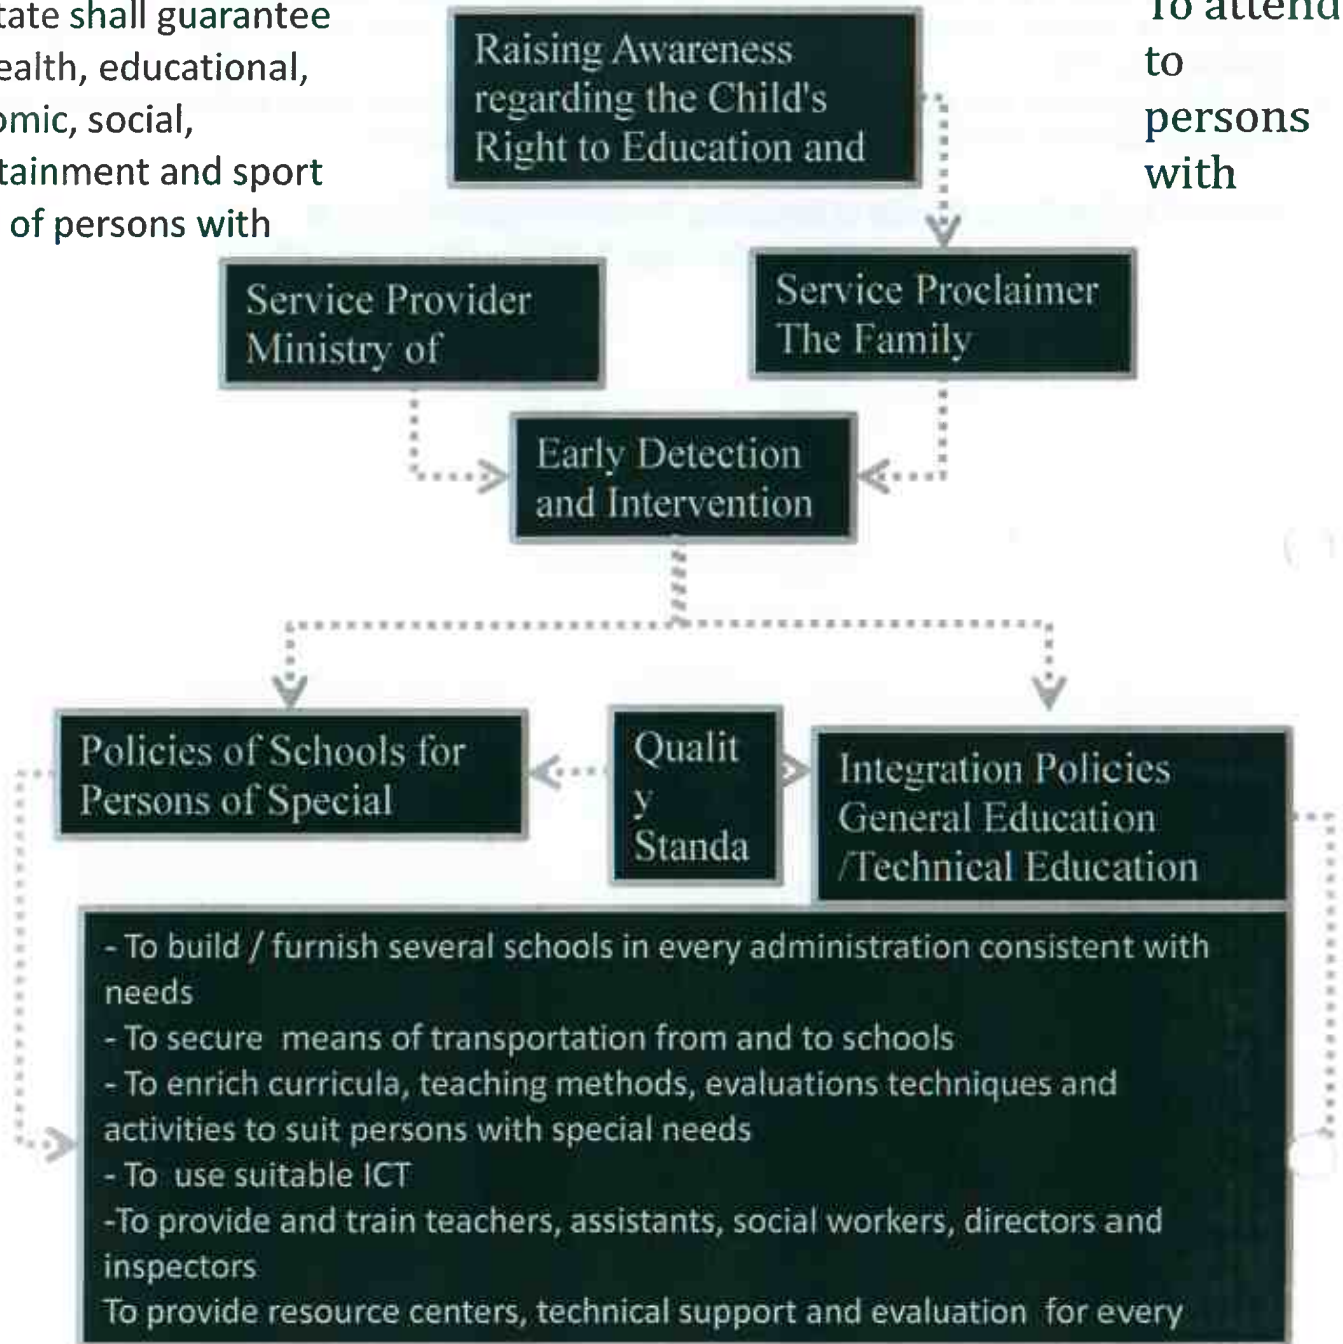 tate shall guarantee
ealth, educational,
omic, social,
tainment and sport
of persons with
To attend
to
persons
with
Raising Awareness
regarding the Child's
Right to Education and
Service Provider
Ministry of
Service Proclaimer
The Family
Early Detection
and Intervention
Policies of Schools for
Persons of Special
Qualit
y
Standa
Integration Policies
General Education
/Technical Education
- To build / furnish several schools in every administration consistent with
needs
- To secure means of transportation from and to schools
- To enrich curricula, teaching methods, evaluations techniques and
activities to suit persons with special needs
- To use suitable ICT
-To provide and train teachers, assistants, social workers, directors and
inspectors
To provide resource centers, technical support and evaluation for every